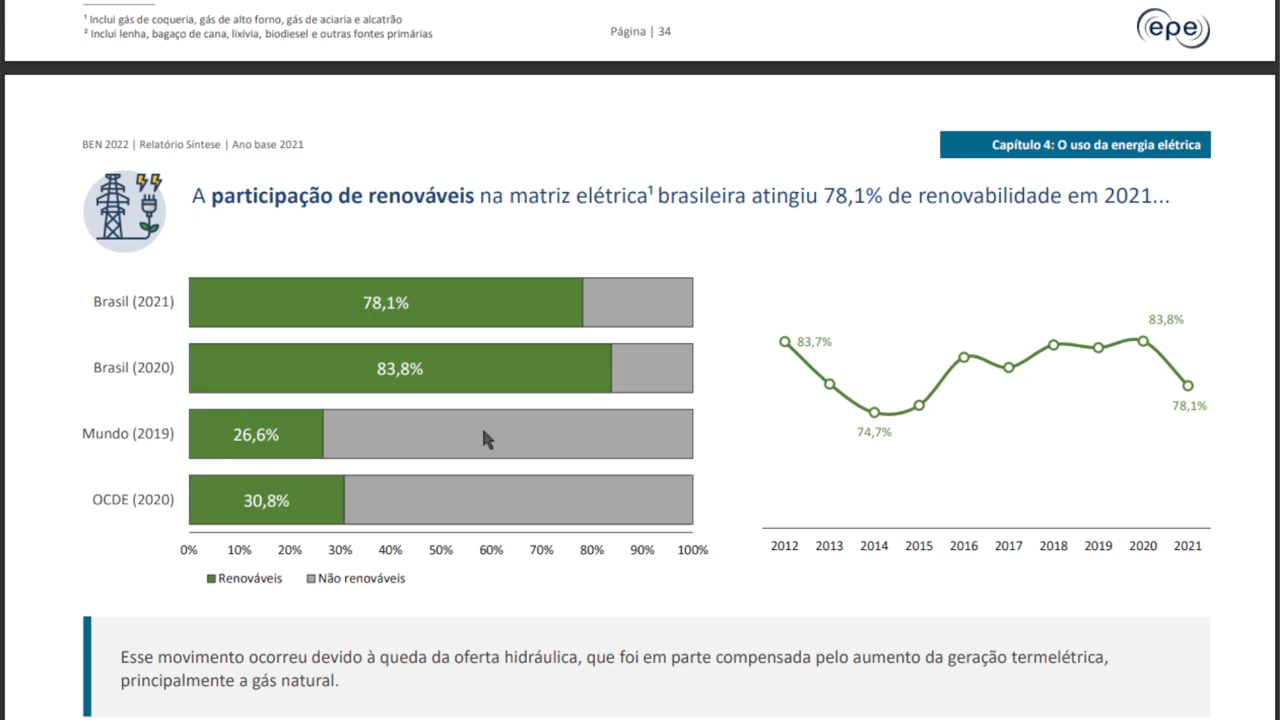 ¹ Inclui gás de coqueria, gás de alto forno, gás de aciaria e alcatrão
² Inclui lenha, bagaço de cana, lixívia, biodiesel e outras fontes primárias
Página | 34
epe
BEN 2022 | Relatório Síntese | Ano base 2021
Capítulo 4: O uso da energia elétrica
A participação de renováveis na matriz elétrica¹ brasileira atingiu 78,1% de renovabilidade em 2021...
Brasil (2021)
78,1%
Brasil (2020)
83,8%
Mundo (2019)
26,6%
OCDE (2020)
30,8%
0% 10% 20% 30% 40% 50% 60% 70% 80% 90% 100%
Renováveis Não renováveis
83,7%
74,7%
83,8%
78,1%
2012 2013 2014 2015 2016 2017 2018 2019 2020 2021
Esse movimento ocorreu devido à queda da oferta hidráulica, que foi em parte compensada pelo aumento da geração termelétrica,
principalmente a gás natural.